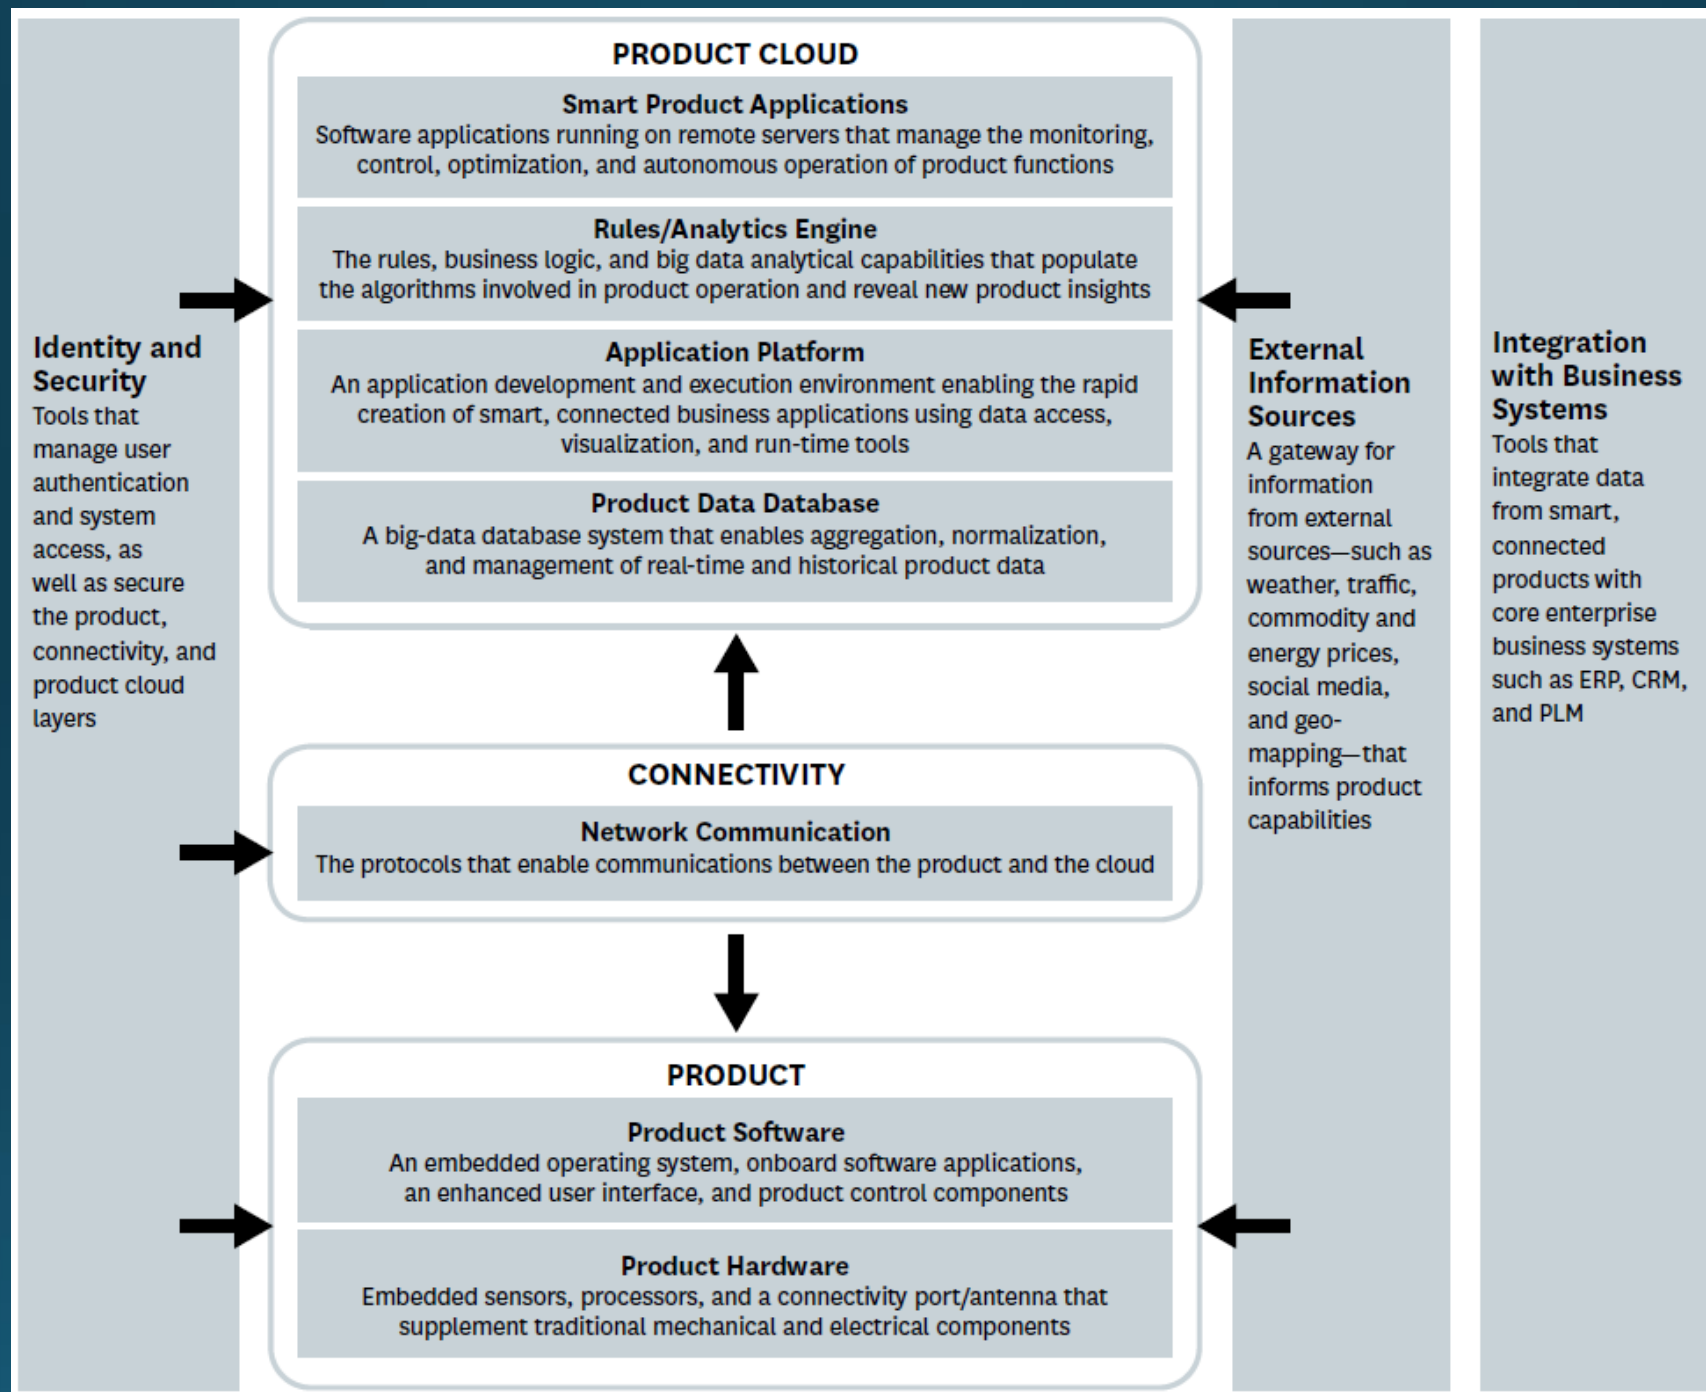 PRODUCT CLOUD
Smart Product Applications
Software applications running on remote servers that manage the monitoring,
control, optimization, and autonomous operation of product functions
Rules/Analytics Engine
The rules, business logic, and big data analytical capabilities that populate
the algorithms involved in product operation and reveal new product insights
Application Platform
An application development and execution environment enabling the rapid
creation of smart, connected business applications using data access,
visualization, and run-time tools
Product Data Database
A big-data database system that enables aggregation, normalization,
and management of real-time and historical product data
CONNECTIVITY
Network Communication
The protocols that enable communications between the product and the cloud
PRODUCT
Product Software
An embedded operating system, onboard software applications,
an enhanced user interface, and product control components
Product Hardware
Embedded sensors, processors, and a connectivity port/antenna that
supplement traditional mechanical and electrical components
Identity and
Security
Tools that
manage user
authentication
and system
access, as
well as secure
the product,
connectivity, and
product cloud
layers
External
Information
Sources
A gateway for
information
from external
sources—such as
weather, traffic,
commodity and
energy prices,
social media,
and geo-
mapping—that
informs product
capabilities
Integration
with Business
Systems
Tools that
integrate data
from smart,
connected
products with
core enterprise
business systems
such as ERP, CRM,
and PLM